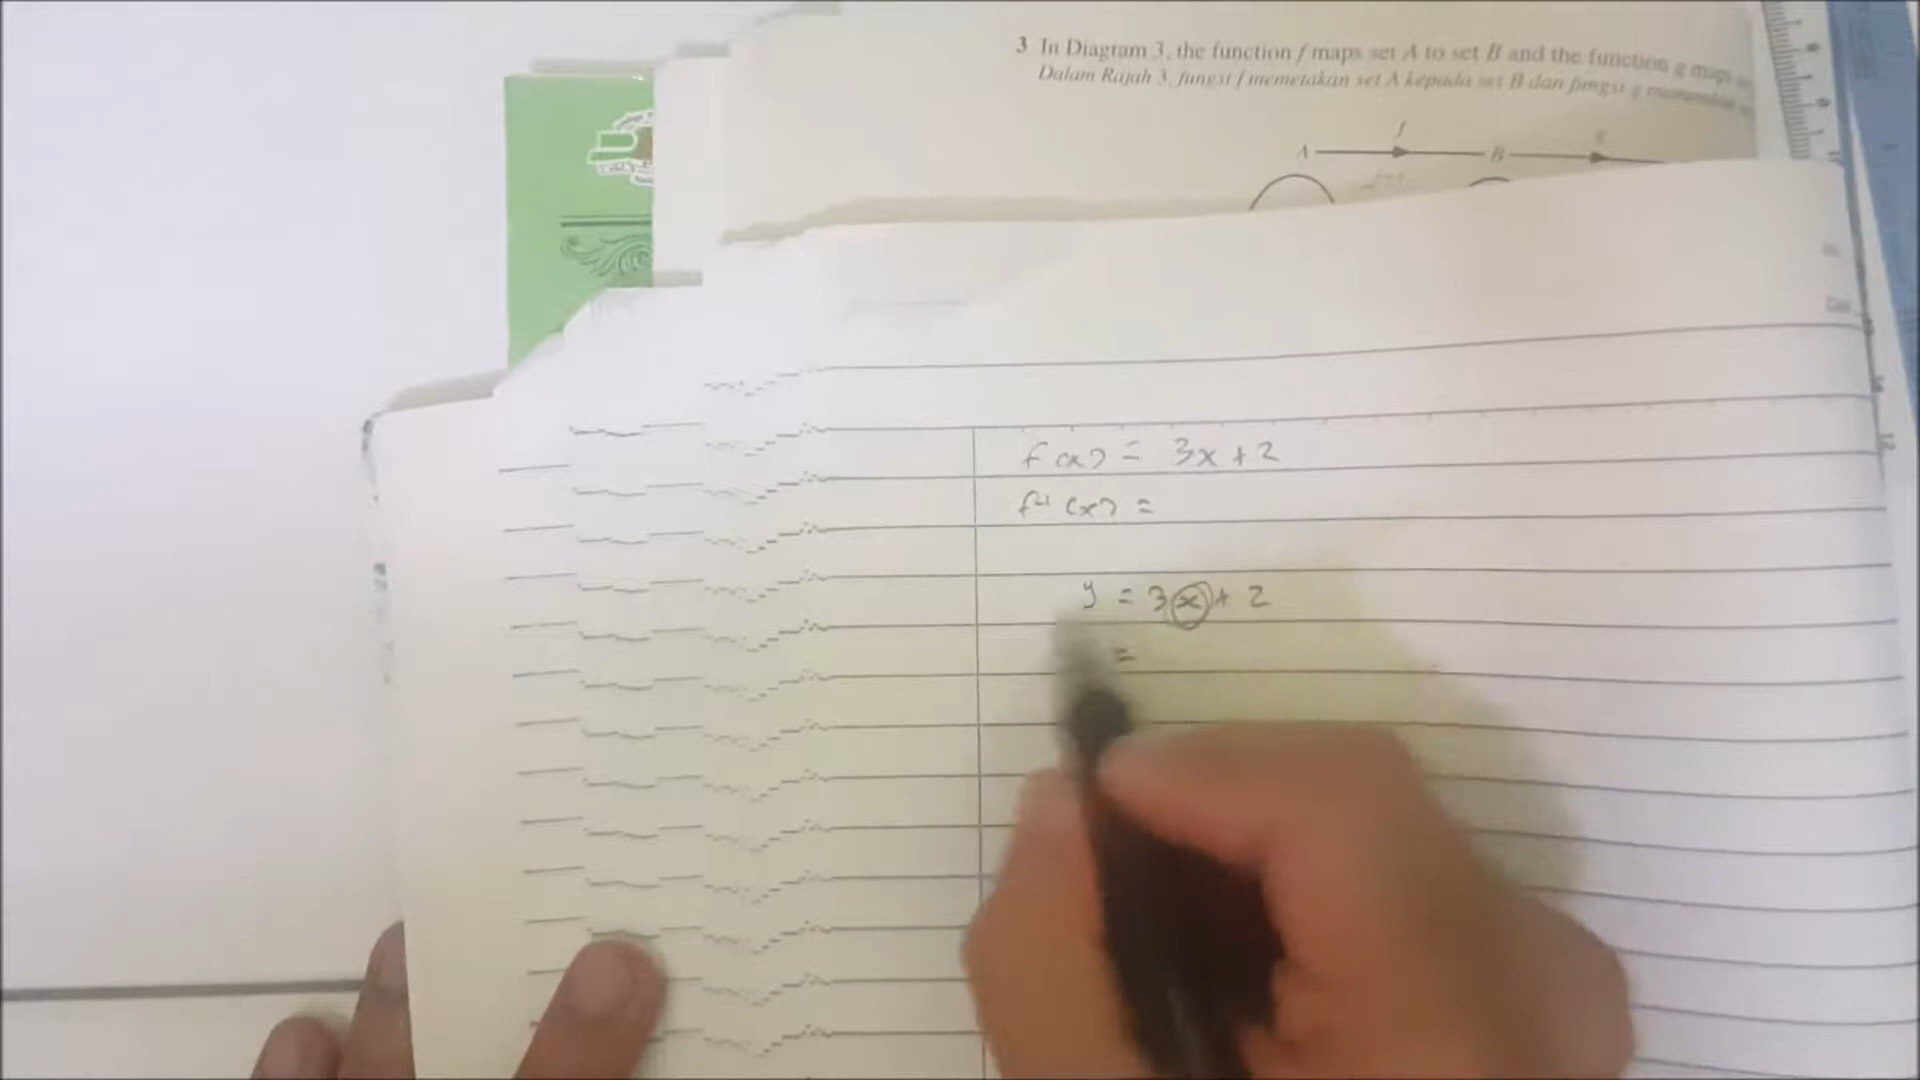 3 In Diagram 3, the function f maps set A to set B and the function g maps
Dalam Rajah 3, fungsi f memetakan set A kepada set B dan fungsi g memetakan
f g
A B
f(x) = 3x + 2
f⁻¹(x) =
y = 3x + 2
=